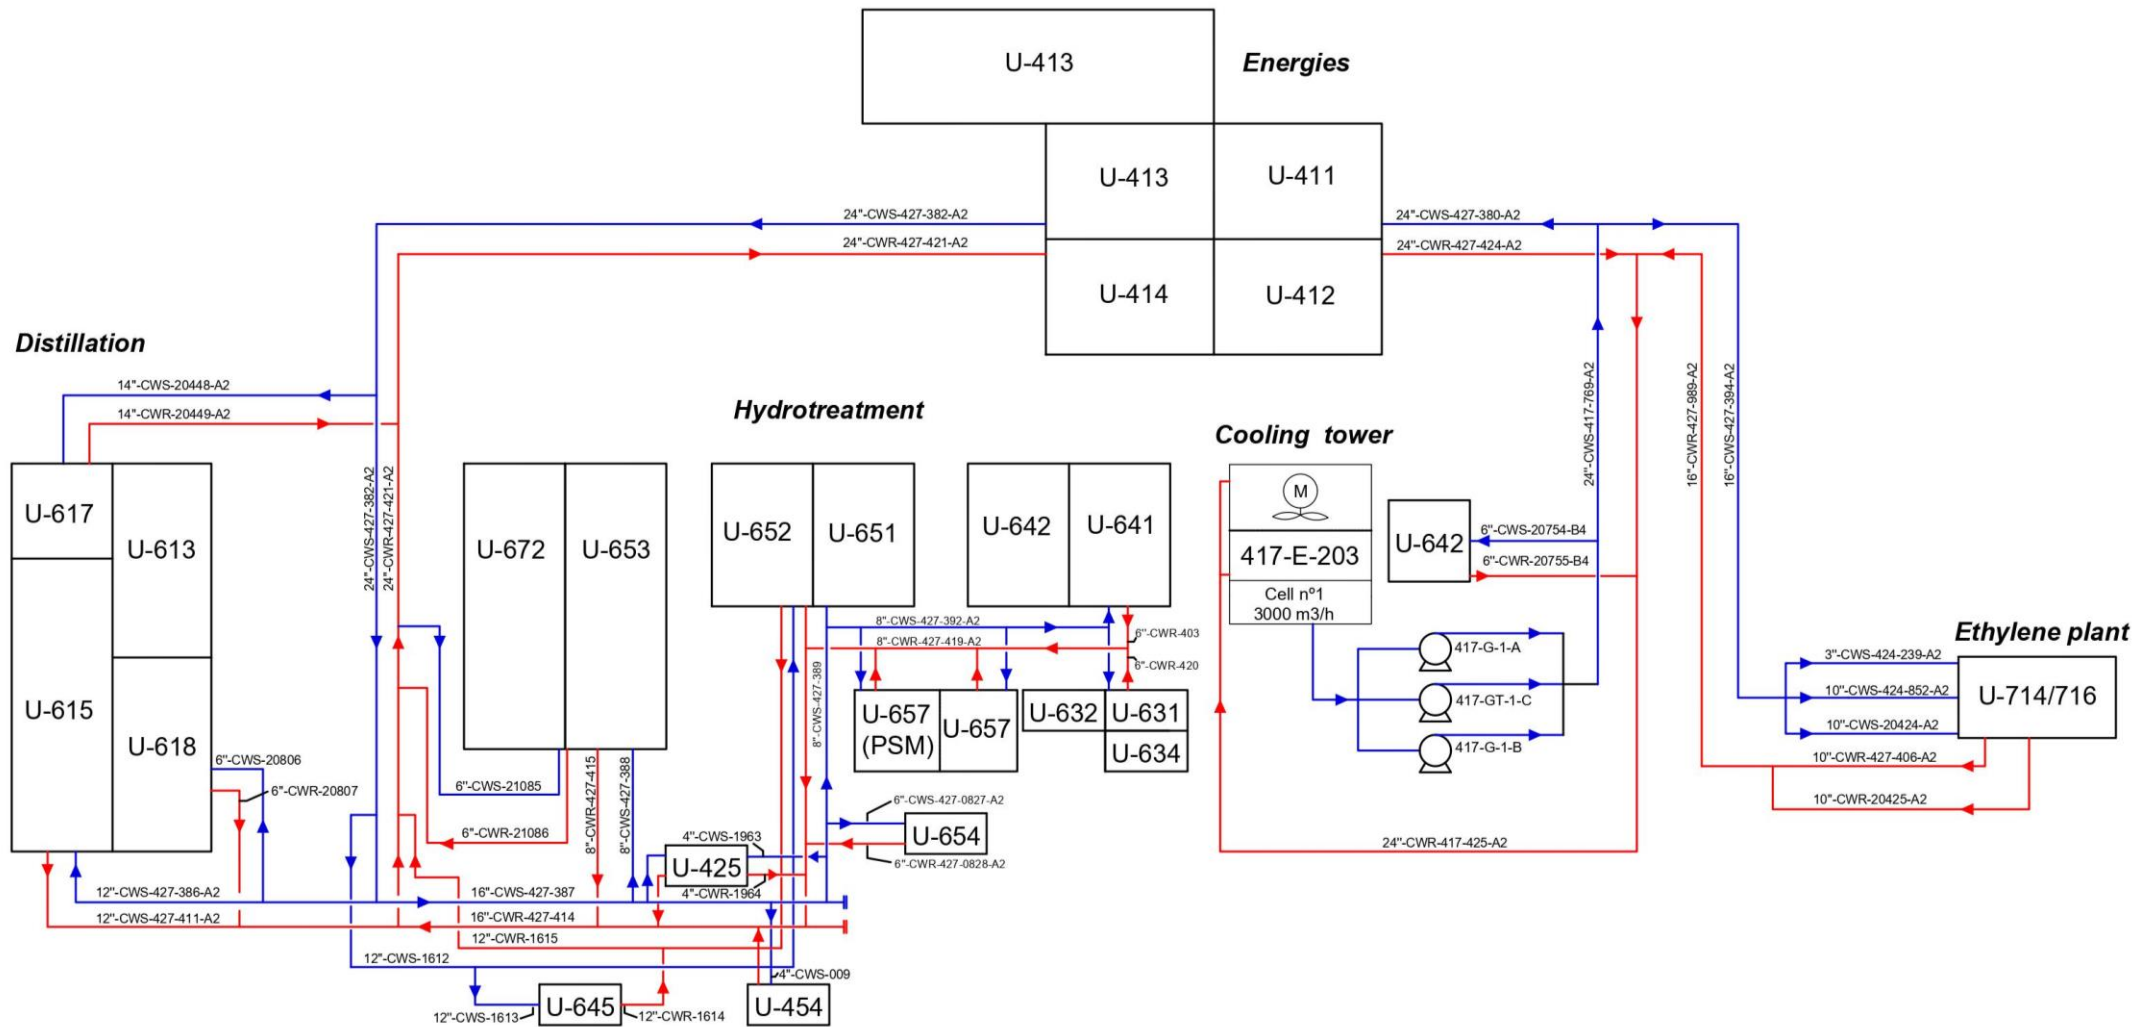 U-413
Energies
U-413
U-411
24"-CWS-427-382-A2
24"-CWS-427-380-A2
24"-CWR-427-421-A2
24"-CWR-427-424-A2
U-414
U-412
Distillation
14"-CWS-20448-A2
14"-CWR-20449-A2
24"-CWS-427-382-A2
24"-CWR-427-421-A2
Hydrotreatment
Cooling tower
24"-CWS-417-769-A2
16"-CWR-427-989-A2
16"-CWS-427-394-A2
U-617
U-613
U-615
U-618
U-672
U-653
U-652
U-651
U-642
U-641
M
417-E-203
Cell nº1
3000 m3/h
U-642
6"-CWS-20754-B4
6"-CWR-20755-B4
8"-CWS-427-392-A2
8"-CWR-427-419-A2
6"-CWR-403
6"-CWR-420
8"-CWS-427-389
417-G-1-A
417-GT-1-C
417-G-1-B
Ethylene plant
3"-CWS-424-239-A2
10"-CWS-424-852-A2
10"-CWS-20424-A2
U-714/716
10"-CWR-427-406-A2
10"-CWR-20425-A2
U-657
(PSM)
U-657
U-632
U-631
U-634
6"-CWS-20806
6"-CWR-20807
6"-CWS-21085
6"-CWR-21086
8"-CWR-427-415
8"-CWS-427-388
6"-CWS-427-0827-A2
U-654
6"-CWR-427-0828-A2
4"-CWS-1963
U-425
4"-CWR-1964
24"-CWR-417-425-A2
12"-CWS-427-386-A2
16"-CWS-427-387
12"-CWS-427-411-A2
16"-CWR-427-414
12"-CWR-1615
12"-CWS-1612
4"-CWS-009
U-645
U-454
12"-CWS-1613
12"-CWR-1614